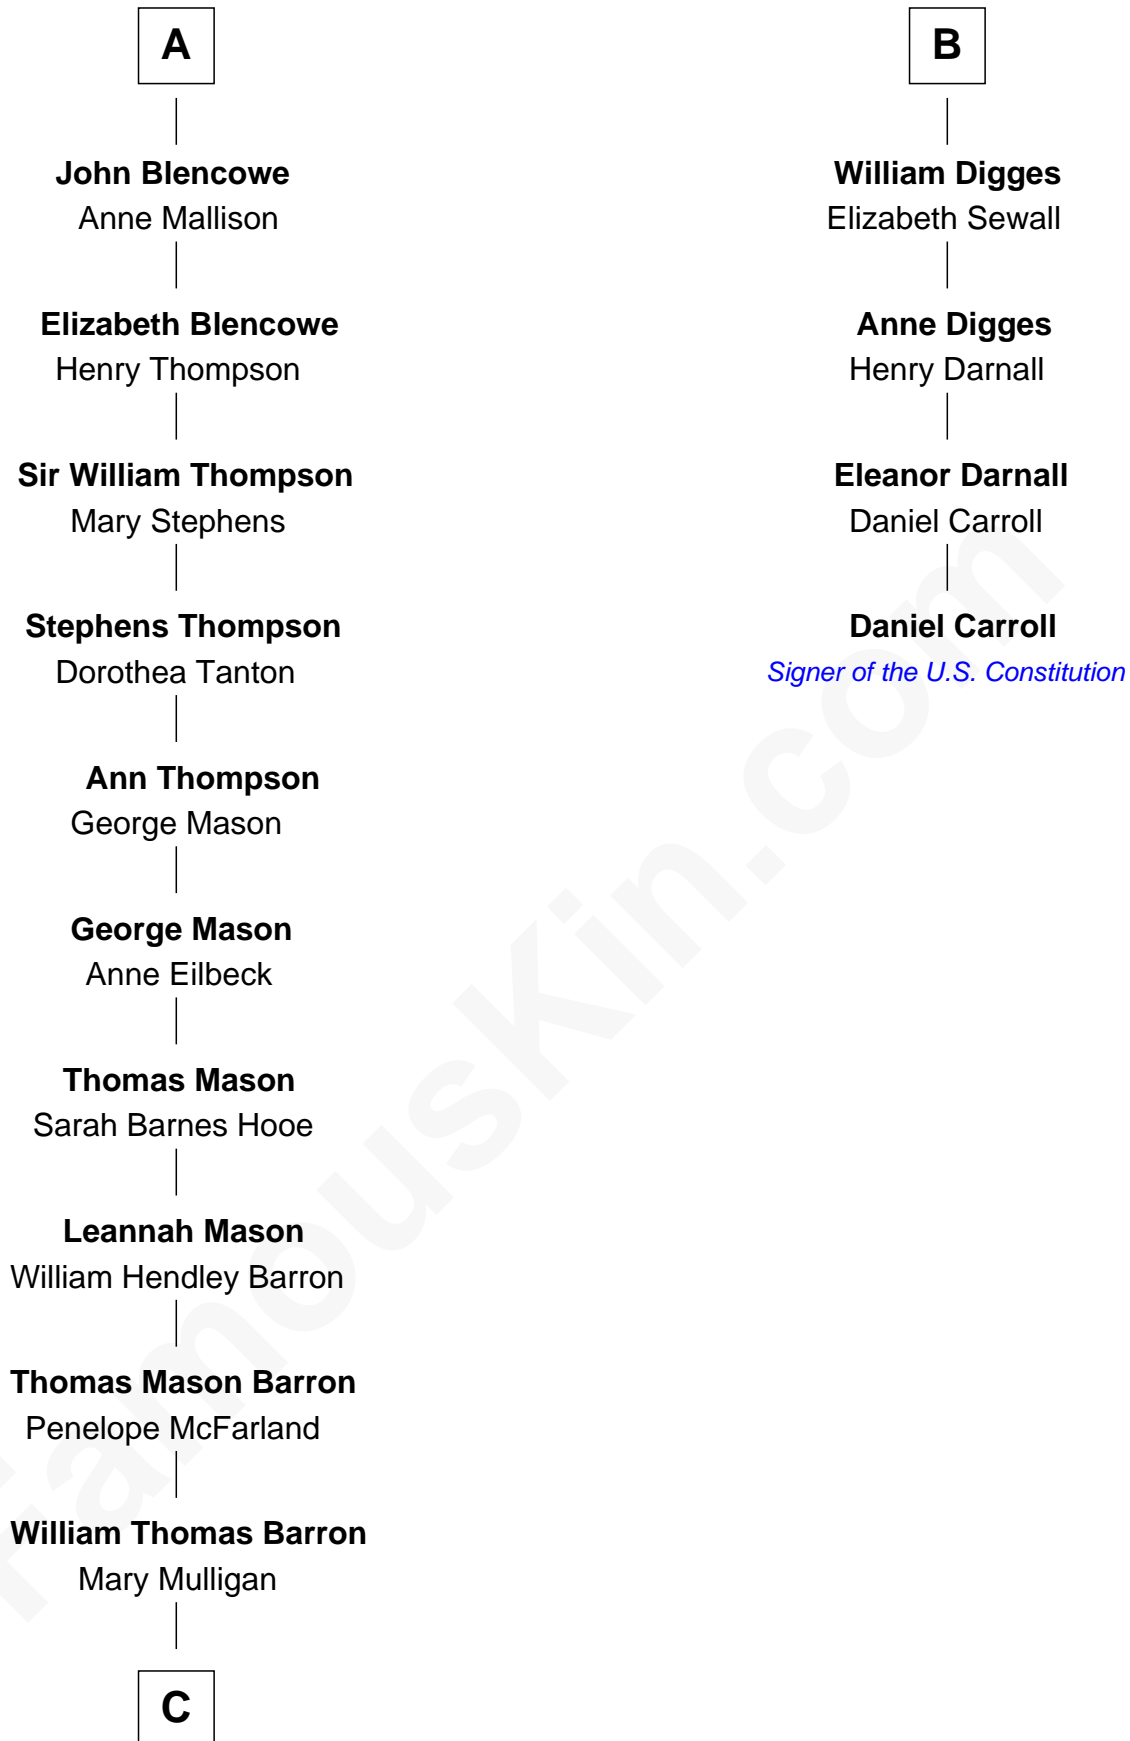 A
John Blencowe
Anne Mallison
Elizabeth Blencowe
Henry Thompson
Sir William Thompson
Mary Stephens
Stephens Thompson
Dorothea Tanton
Ann Thompson
George Mason
George Mason
Anne Eilbeck
Thomas Mason
Sarah Barnes Hooe
Leannah Mason
William Hendley Barron
Thomas Mason Barron
Penelope McFarland
William Thomas Barron
Mary Mulligan
C
B
William Digges
Elizabeth Sewall
Anne Digges
Henry Darnall
Eleanor Darnall
Daniel Carroll
Daniel Carroll
Signer of the U.S. Constitution
FamousKin.com